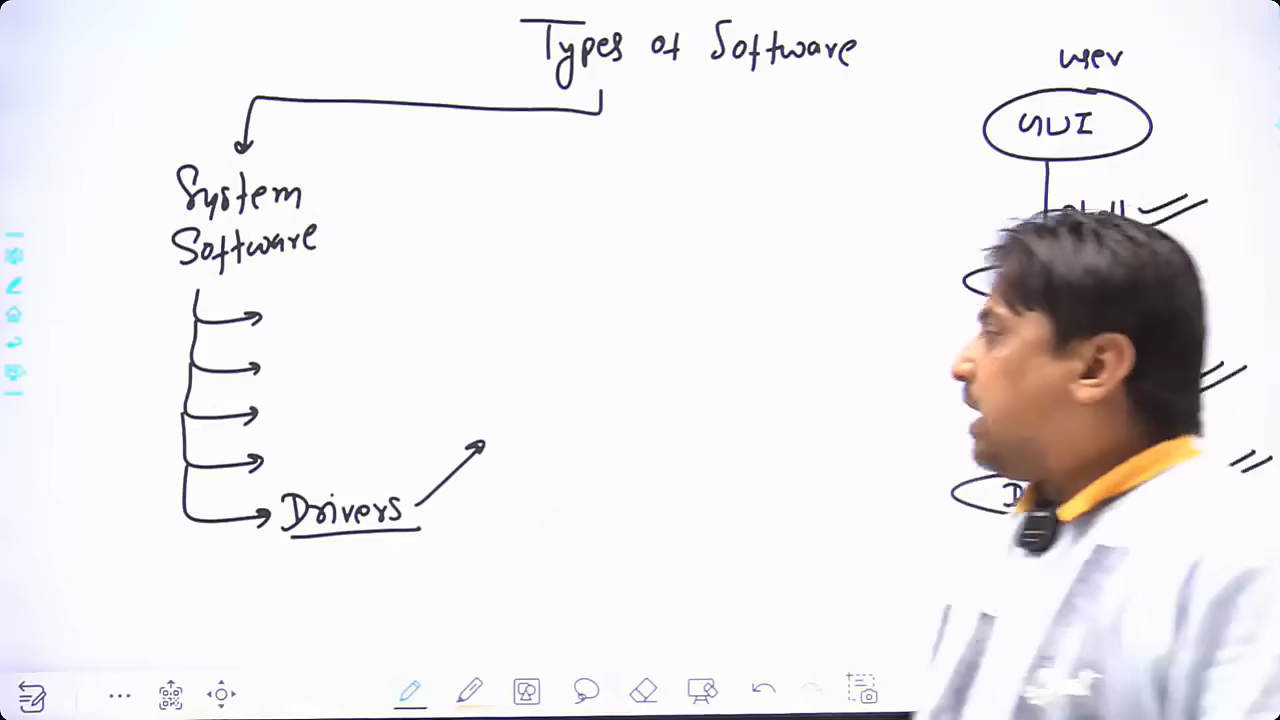 Types of Software
user
GUI
System
Software
Drivers